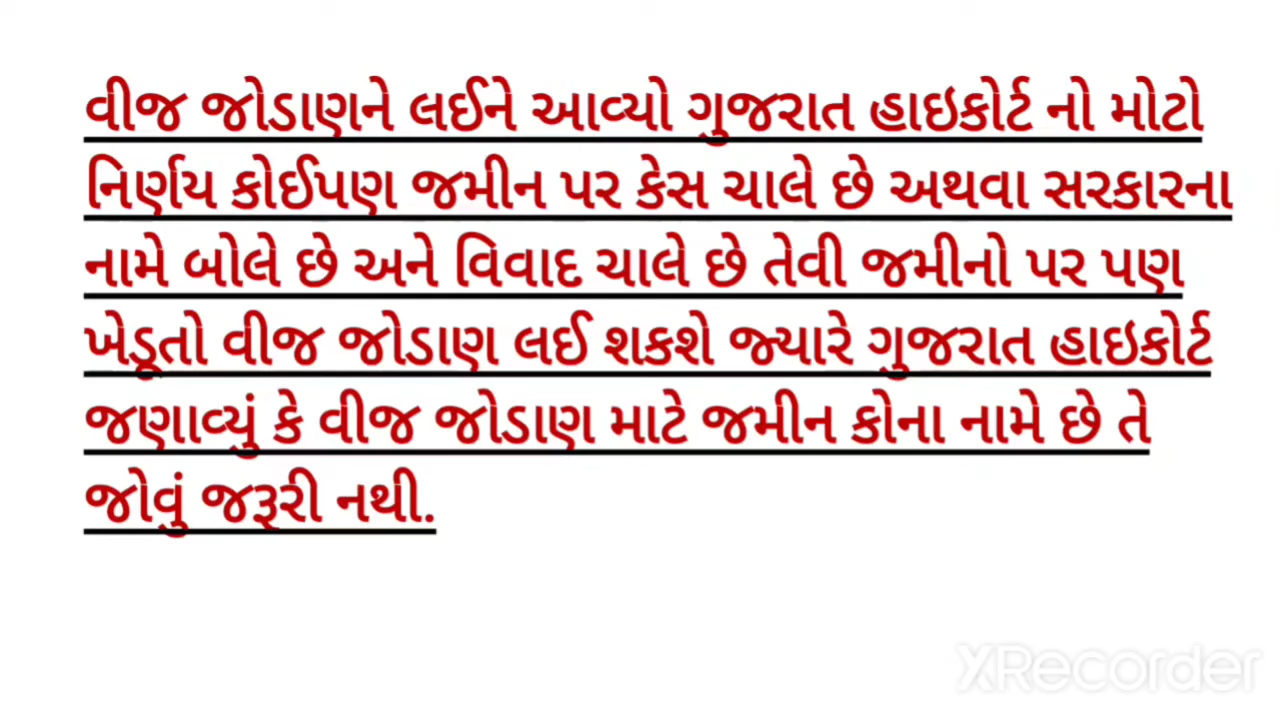 વીજ જોડાણને લઈને આવ્યો ગુજરાત હાઇકોર્ટ નો મોટો
નિર્ણય કોઈપણ જમીન પર કેસ ચાલે છે અથવા સરકારના
નામે બોલે છે અને વિવાદ ચાલે છે તેવી જમીનો પર પણ
ખેડૂતો વીજ જોડાણ લઈ શકશે જ્યારે ગુજરાત હાઇકોર્ટ
જણાવ્યું કે વીજ જોડાણ માટે જમીન કોના નામે છે તે
જોવું જરૂરી નથી.
XRecorder